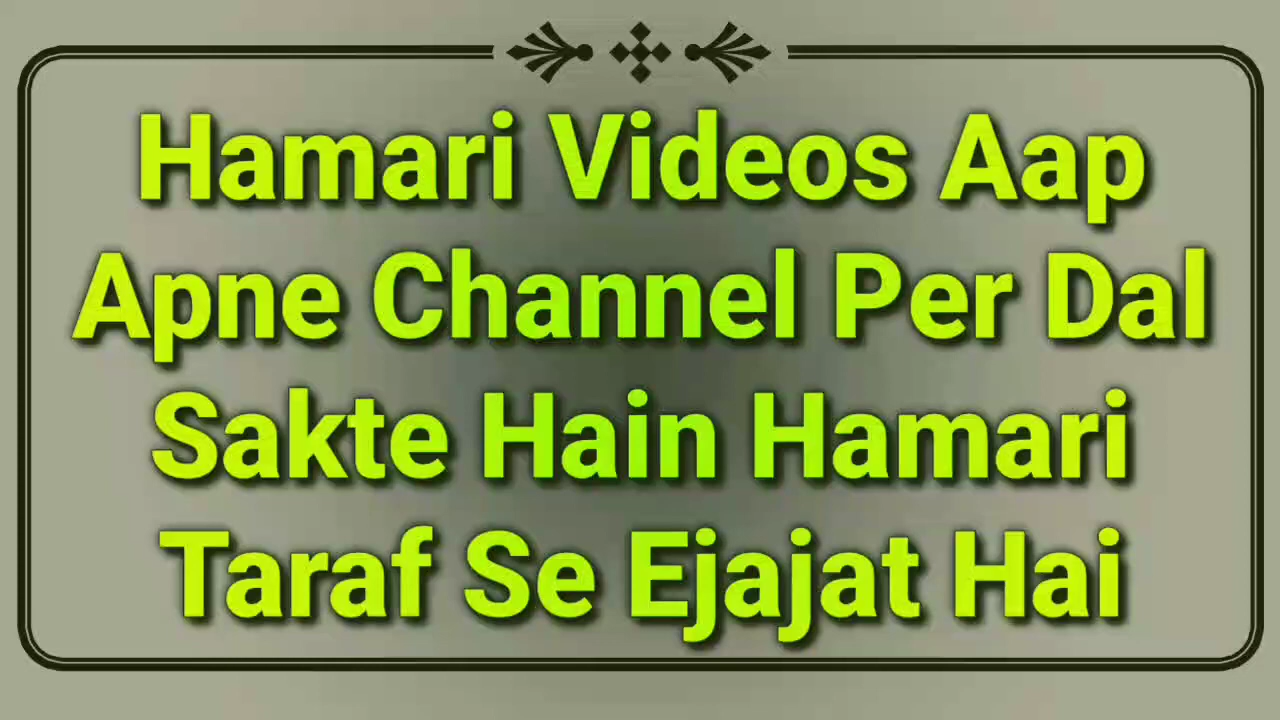 Hamari Videos Aap
Apne Channel Per Dal
Sakte Hain Hamari
Taraf Se Ejajat Hai